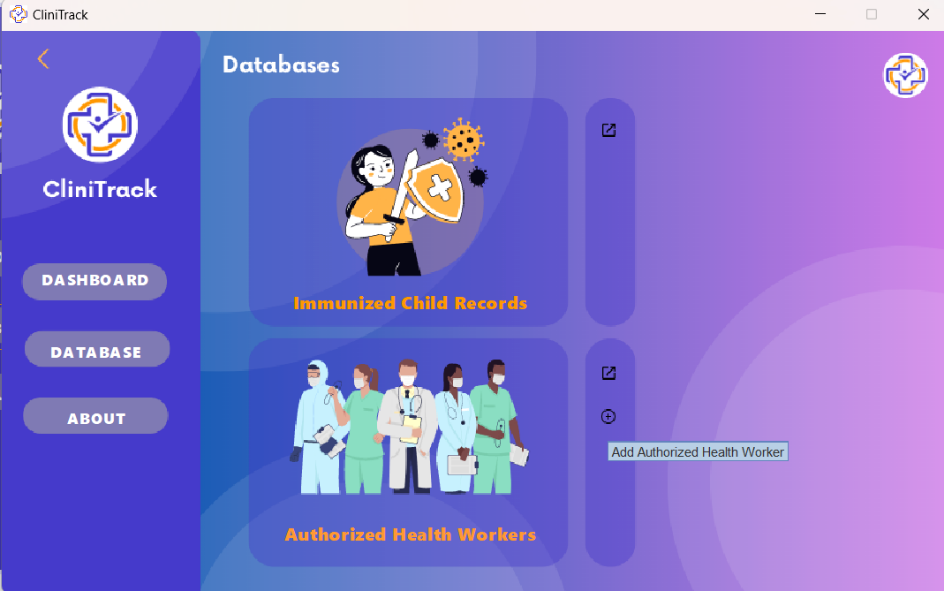 CliniTrack
Databases
CliniTrack
DASHBOARD
DATABASE
ABOUT
Immunized Child Records
Authorized Health Workers
Add Authorized Health Worker